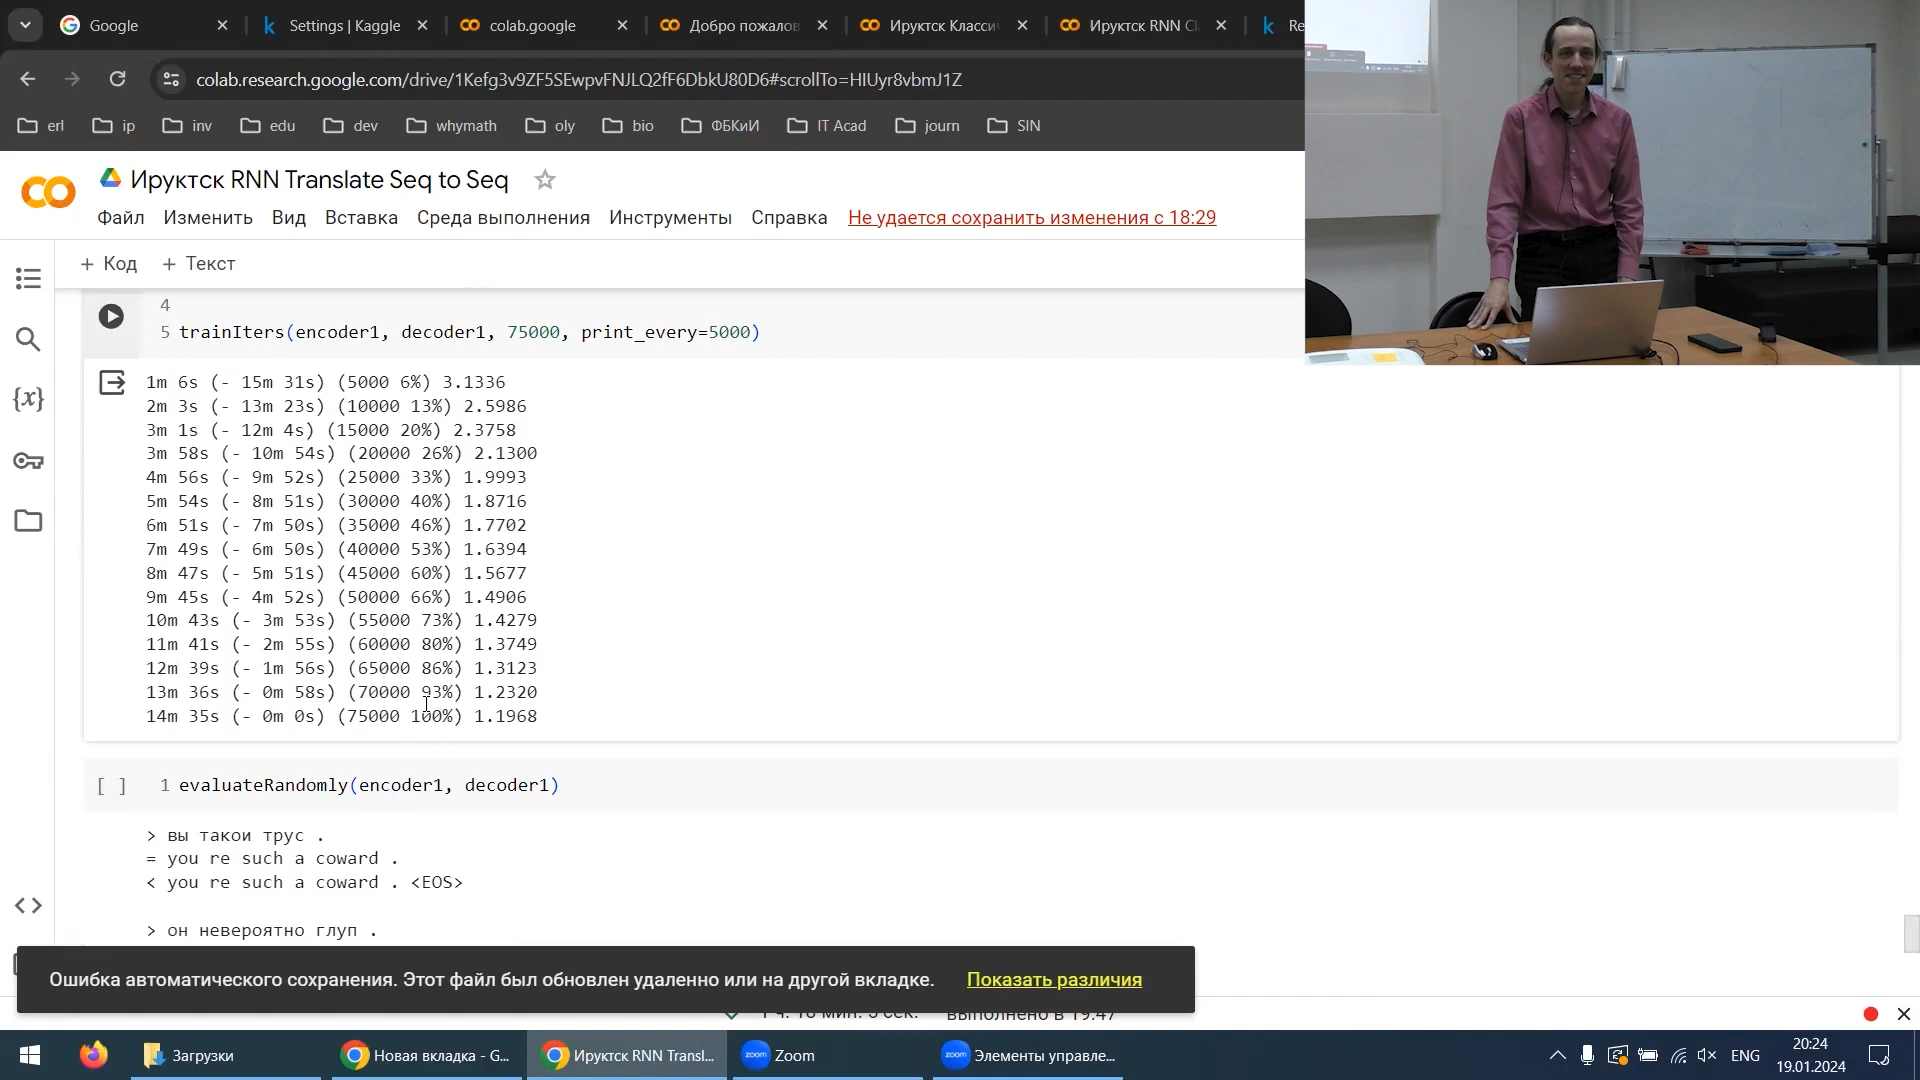 Google
Settings | Kaggle
colab.google
Добро пожалов
Ируктск Класси
Ируктск RNN Cl
Re
colab.research.google.com/drive/1Kefg3v9ZF5SEwpvFNJLQ2fF6DbkU80D6#scrollTo=HIUyr8vbmJ1Z
erl
ip
inv
edu
dev
whymath
oly
bio
ФБКиИ
IT Acad
journ
SIN
Ируктск RNN Translate Seq to Seq
Файл Изменить Вид Вставка Среда выполнения Инструменты Справка Не удается сохранить изменения с 18:29
+ Код + Текст
4
5 trainIters(encoder1, decoder1, 75000, print_every=5000)
1m 6s (- 15m 31s) (5000 6%) 3.1336
2m 3s (- 13m 23s) (10000 13%) 2.5986
3m 1s (- 12m 4s) (15000 20%) 2.3758
3m 58s (- 10m 54s) (20000 26%) 2.1300
4m 56s (- 9m 52s) (25000 33%) 1.9993
5m 54s (- 8m 51s) (30000 40%) 1.8716
6m 51s (- 7m 50s) (35000 46%) 1.7702
7m 49s (- 6m 50s) (40000 53%) 1.6394
8m 47s (- 5m 51s) (45000 60%) 1.5677
9m 45s (- 4m 52s) (50000 66%) 1.4906
10m 43s (- 3m 53s) (55000 73%) 1.4279
11m 41s (- 2m 55s) (60000 80%) 1.3749
12m 39s (- 1m 56s) (65000 86%) 1.3123
13m 36s (- 0m 58s) (70000 93%) 1.2320
14m 35s (- 0m 0s) (75000 100%) 1.1968
[ ] 1 evaluateRandomly(encoder1, decoder1)
> вы такои трус .
= you re such a coward .
< you re such a coward . <EOS>
> он невероятно глуп .
Ошибка автоматического сохранения. Этот файл был обновлен удаленно или на другой вкладке. Показать различия
выполнено в 19:47
Загрузки
Новая вкладка - G...
Ируктск RNN Transl...
zoom Zoom
zoom Элементы управле...
ENG
20:24
19.01.2024